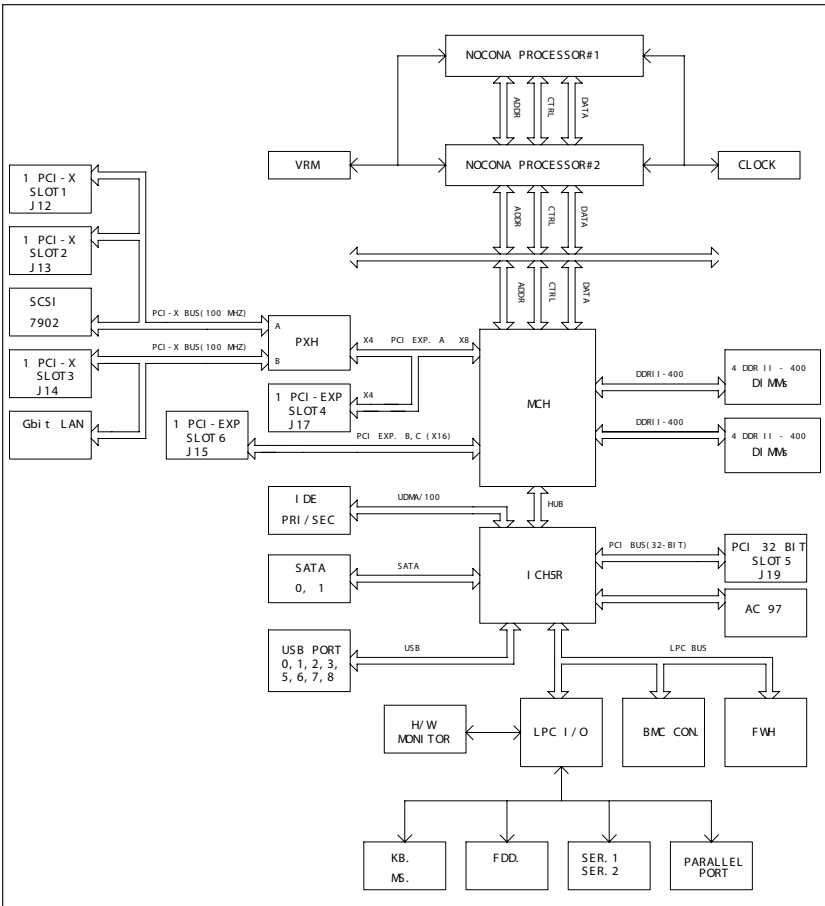 NOCONA PROCESSOR#1
ADDR
CTRL
DATA
VRM
NOCONA PROCESSOR#2
CLOCK
ADDR
CTRL
DATA
1 PCI-X
SLOT1
J12
1 PCI-X
SLOT2
J13
SCSI
7902
PCI-X BUS(100 MHZ)
ADDR
CTRL
DATA
A
PXH
B
X4 PCI EXP. A X8
PCI-X BUS(100 MHZ)
1 PCI-X
SLOT3
J14
MCH
DDRII-400
4 DDRII-400
DIMMs
1 PCI-EXP
SLOT4
J17
X4
Gbit LAN
1 PCI-EXP
SLOT6
J15
PCI EXP. B, C (X16)
DDRII-400
4 DDRII-400
DIMMs
IDE
PRI/SEC
UDMA/100
HUB
ICH5R
PCI BUS(32-BIT)
PCI 32 BIT
SLOT5
J19
SATA
0, 1
SATA
AC 97
USB PORT
0, 1, 2, 3,
5, 6, 7, 8
USB
LPC BUS
H/W
MONITOR
LPC I/O
BMC CON.
FWH
KB.
MS.
FDD.
SER. 1
SER. 2
PARALLEL
PORT